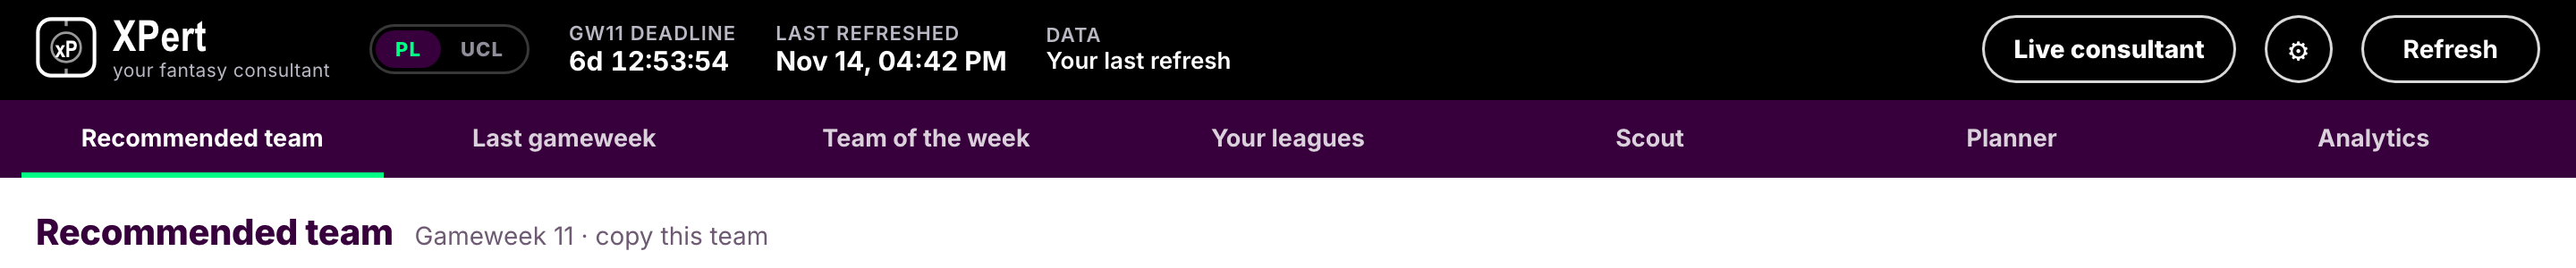 xP
XPert
your fantasy consultant
PL
UCL
GW11 DEADLINE
6d 12:53:54
LAST REFRESHED
Nov 14, 04:42 PM
DATA
Your last refresh
Live consultant
⚙
Refresh
Recommended team
Last gameweek
Team of the week
Your leagues
Scout
Planner
Analytics
Recommended team
Gameweek 11 · copy this team